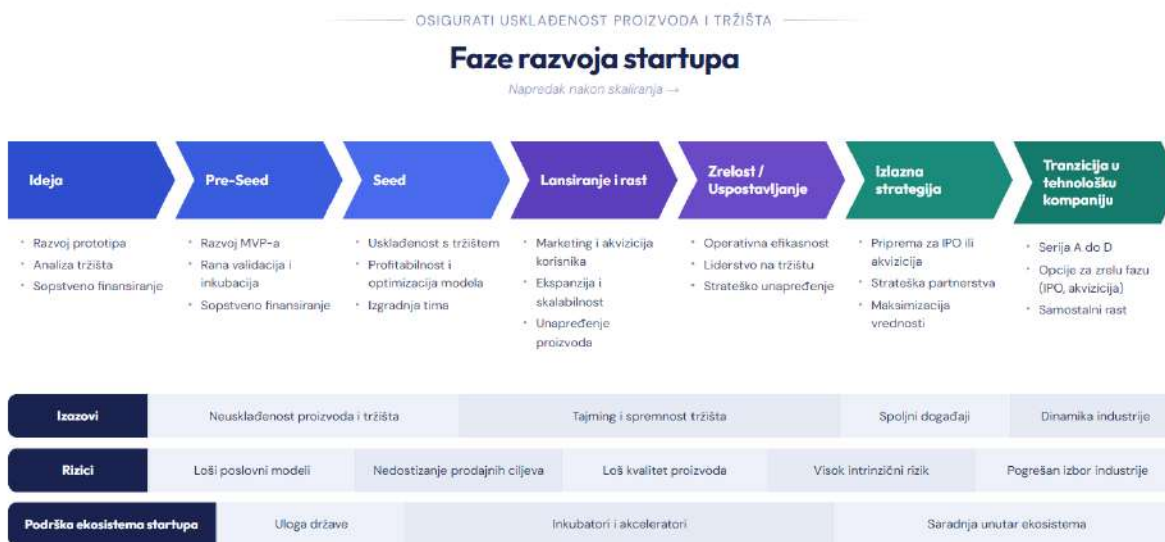 OSIGURATI USKLAĐENOST PROIZVODA I TRŽIŠTA
Faze razvoja startupa
Napredak nakon skaliranja →
Ideja
• Razvoj prototipa
• Analiza tržišta
• Sopstveno finansiranje
Pre-Seed
• Razvoj MVP-a
• Rana validacija i
inkubacija
• Sopstveno finansiranje
Seed
• Usklađenost s tržištem
• Profitabilnost i
optimizacija modela
• Izgradnja tima
Lansiranje i rast
• Marketing i akvizicija
korisnika
• Ekspanzija i
skalabilnost
• Unapređenje
proizvoda
Zrelost /
Uspostavljanje
• Operativna efikasnost
• Liderstvo na tržištu
• Strateško unapređenje
Izlazna
strategija
• Priprema za IPO ili
akvizicija
• Strateška partnerstva
• Maksimizacija
vrednosti
Tranzicija u
tehnološku
kompaniju
• Serija A do D
• Opcije za zrelu fazu
(IPO, akvizicija)
• Samostalni rast
Izazovi
Neusklađenost proizvoda i tržišta
Tajming i spremnost tržišta
Spoljni događaji
Dinamika industrije
Rizici
Loši poslovni modeli
Nedostizanje prodajnih ciljeva
Loš kvalitet proizvoda
Visok intrinzični rizik
Pogrešan izbor industrije
Podrška ekosistema startupa
Uloga države
Inkubatori i akceleratori
Saradnja unutar ekosistema